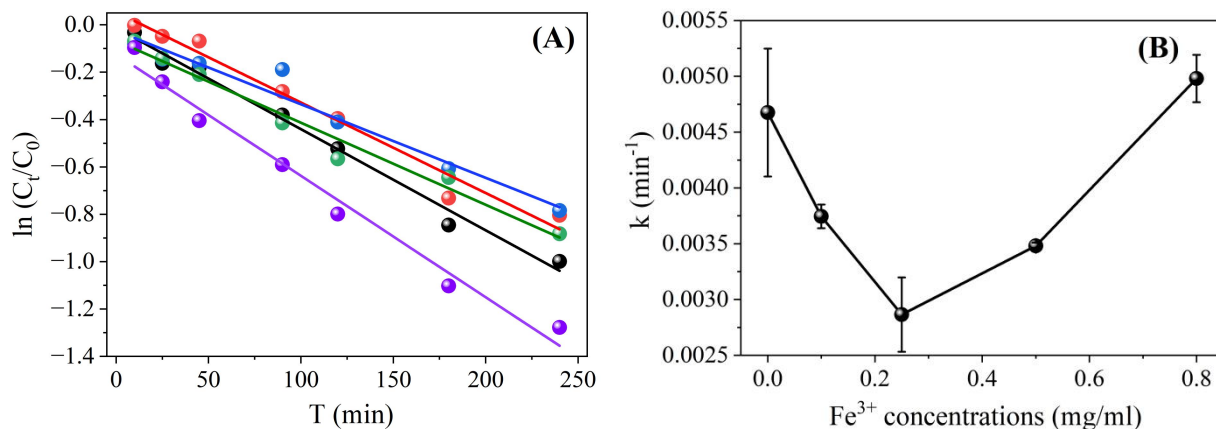 (A)
ln (Cₜ/C₀)
0.0
−0.2
−0.4
−0.6
−0.8
−1.0
−1.2
−1.4
0 50 100 150 200 250
T (min)
(B)
k (min⁻¹)
0.0055
0.0050
0.0045
0.0040
0.0035
0.0030
0.0025
0.0 0.2 0.4 0.6 0.8
Fe³⁺ concentrations (mg/ml)